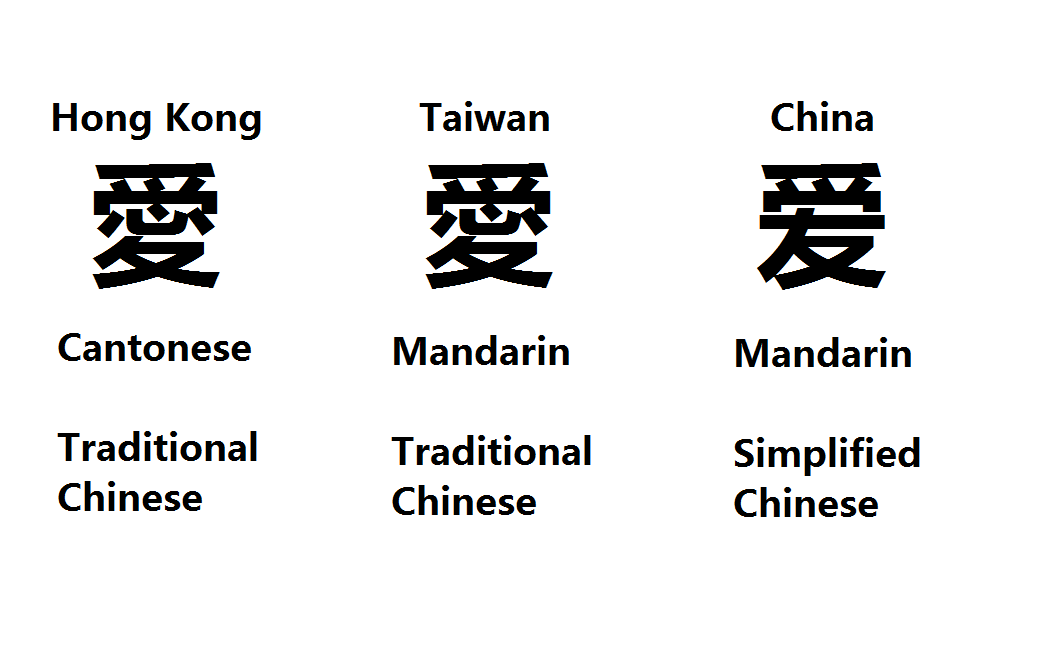 Hong Kong
愛
Cantonese
Traditional
Chinese
Taiwan
愛
Mandarin
Traditional
Chinese
China
爱
Mandarin
Simplified
Chinese